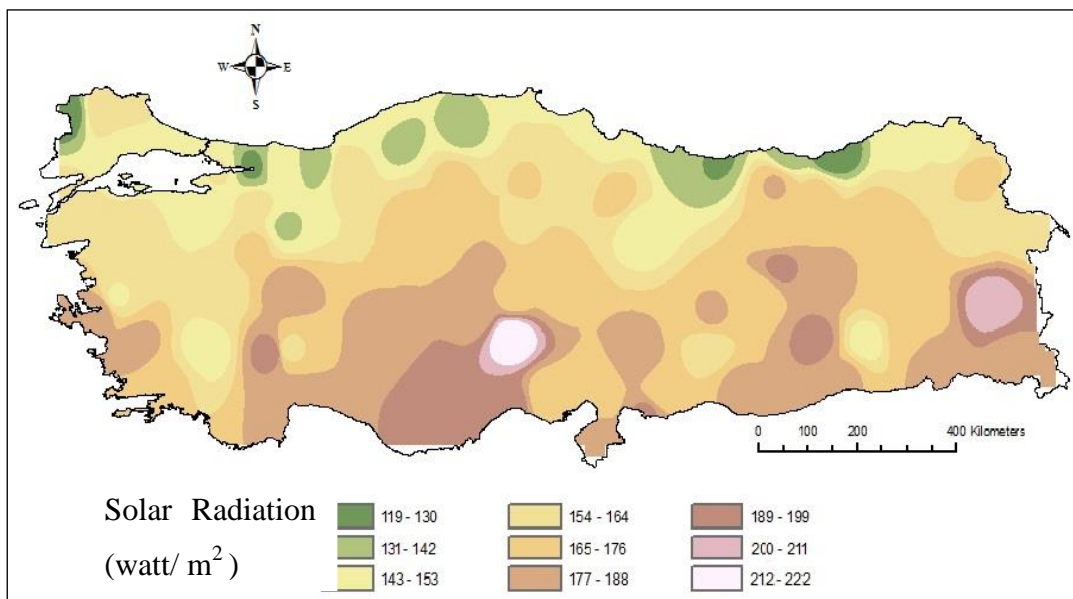 N
W E
S
0 100 200 400 Kilometers
Solar Radiation
(watt/ m²)
119 - 130
131 - 142
143 - 153
154 - 164
165 - 176
177 - 188
189 - 199
200 - 211
212 - 222